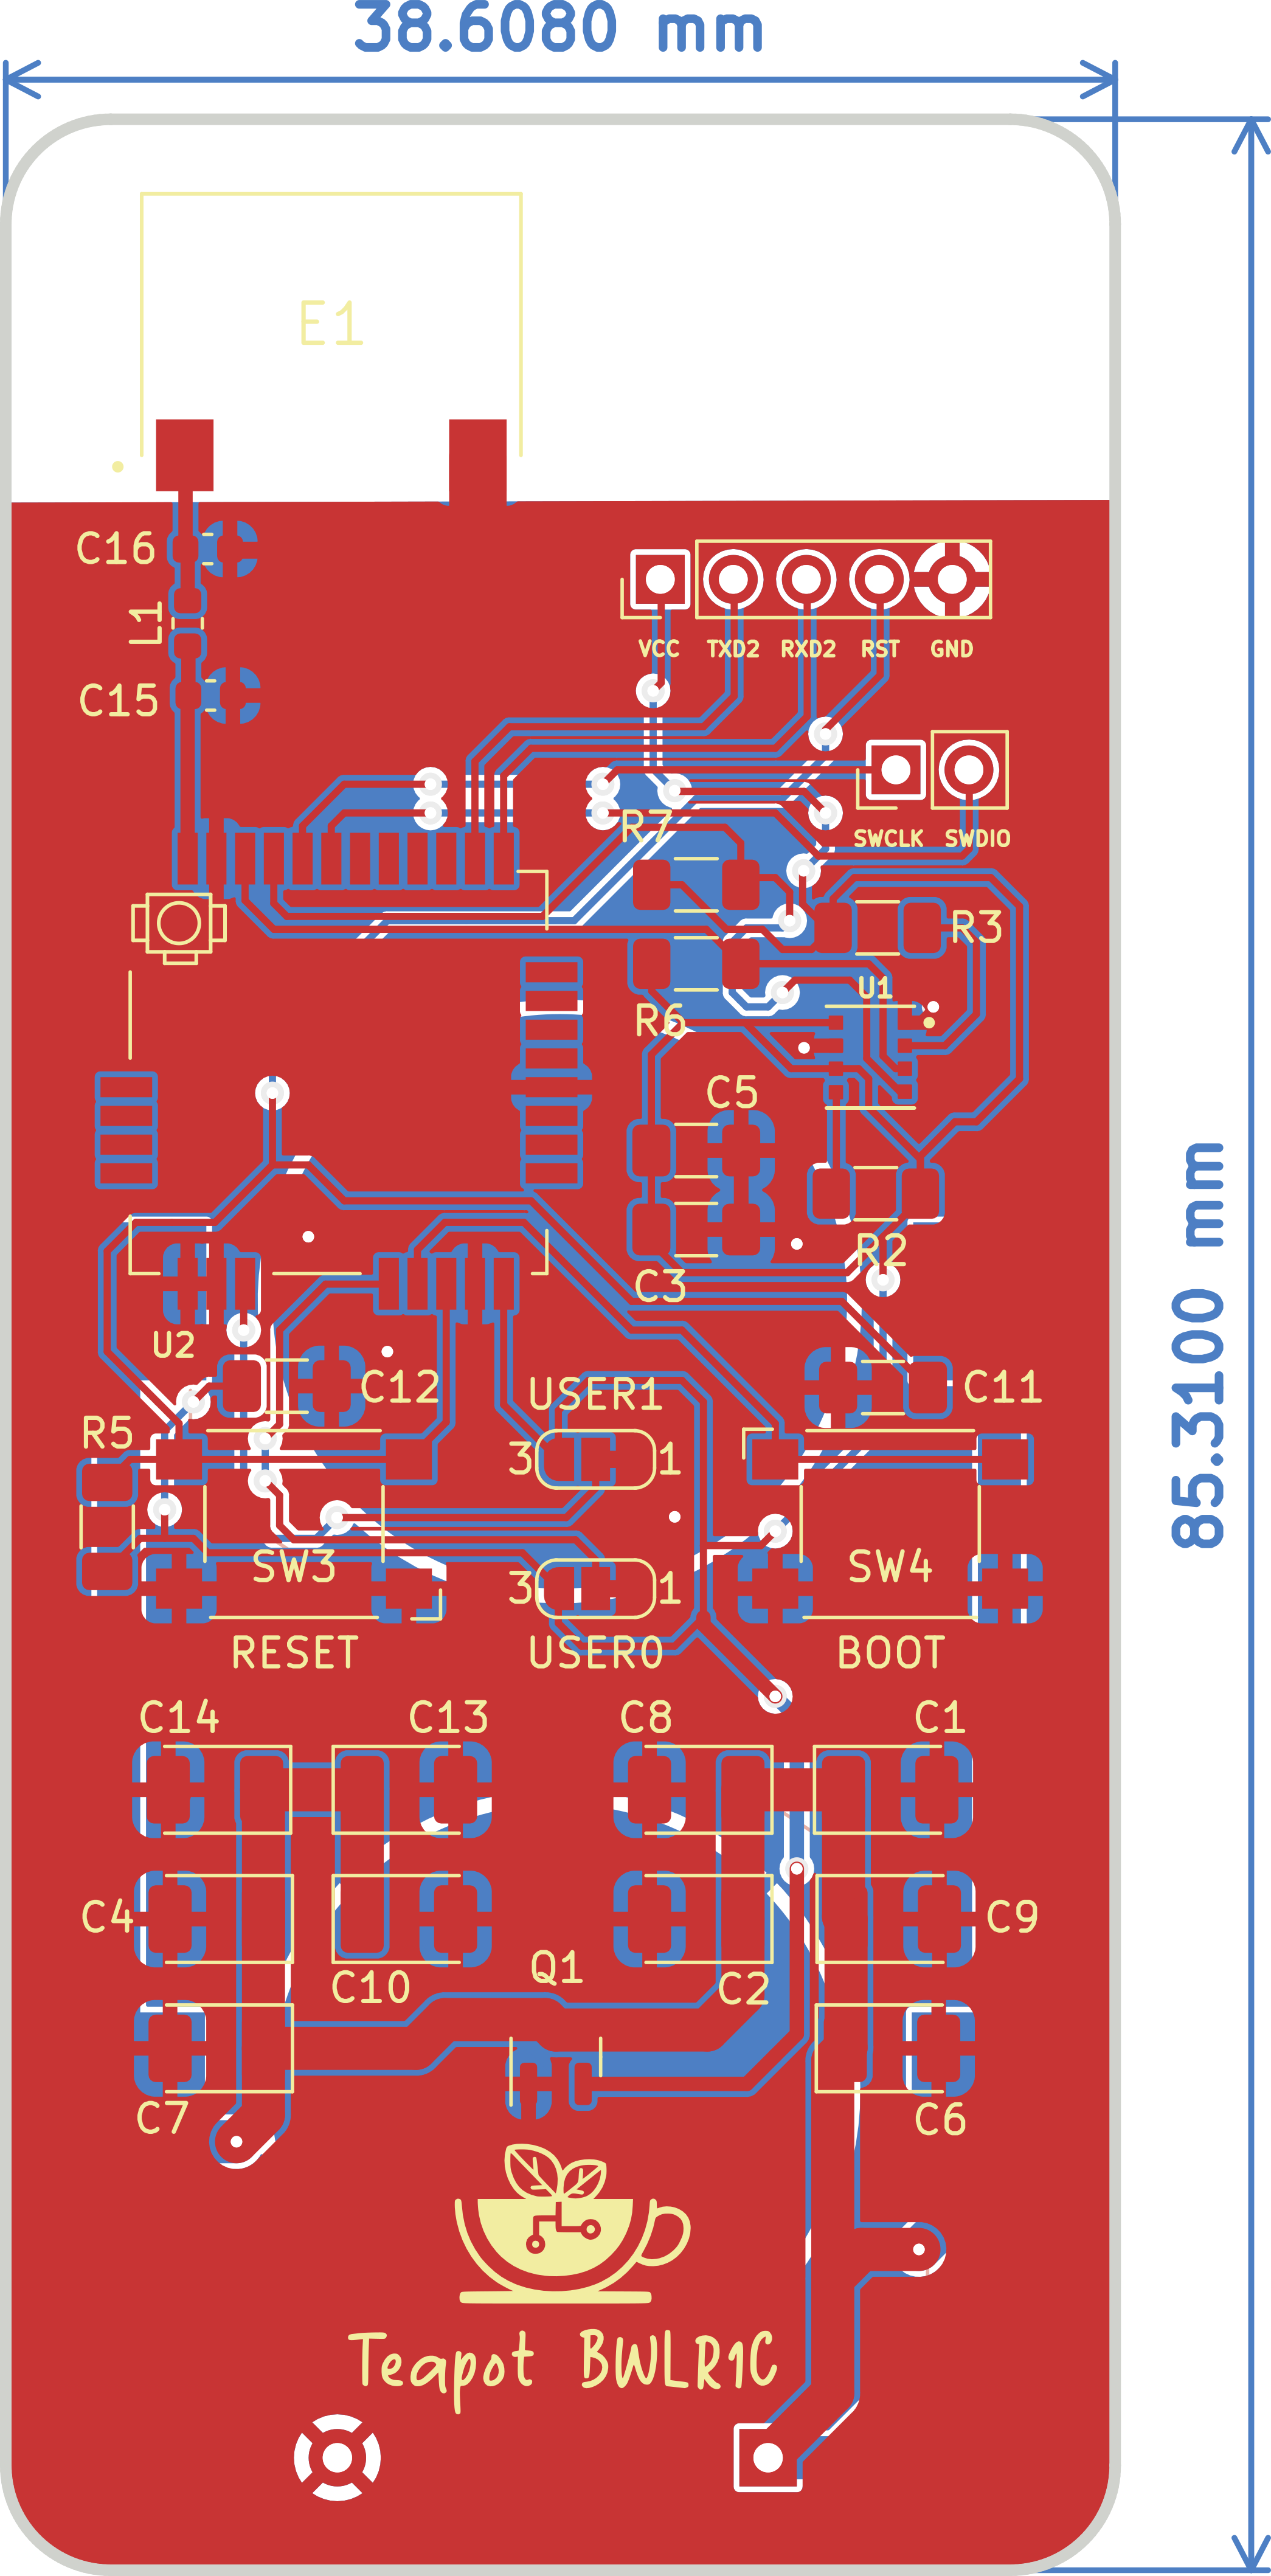 38.6080 mm
E1
C16
L1
C15
VCC TXD2 RXD2 RST GND
R7
SWCLK SWDIO
R3
U1
R6
C5
85.3100 mm
R2
C3
U2
C12
USER1
C11
R5
3 1
SW3
3 1
SW4
RESET
USER0
BOOT
C14 C13 C8 C1
C4
C9
Q1
C10
C2
C7
C6
Teapot BWLR1C